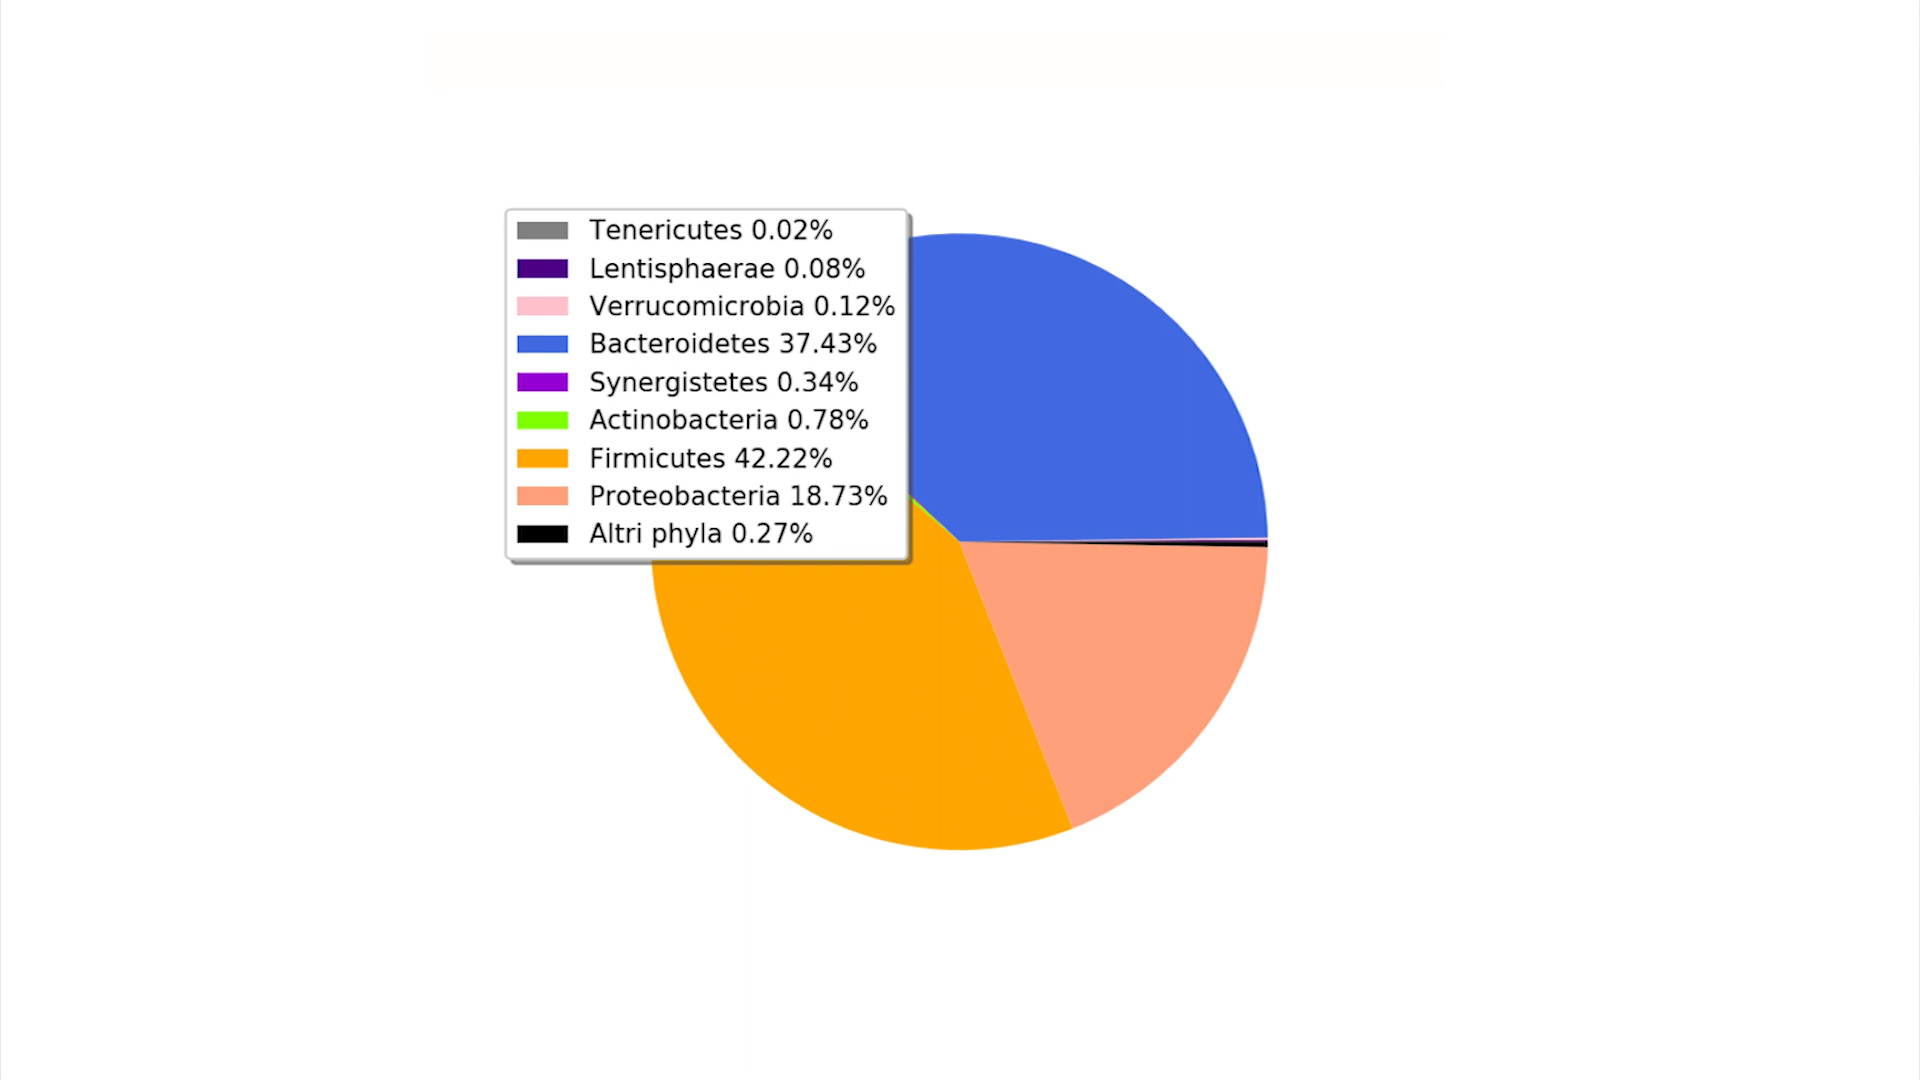 Tenericutes 0.02%
Lentisphaerae 0.08%
Verrucomicrobia 0.12%
Bacteroidetes 37.43%
Synergistetes 0.34%
Actinobacteria 0.78%
Firmicutes 42.22%
Proteobacteria 18.73%
Altri phyla 0.27%